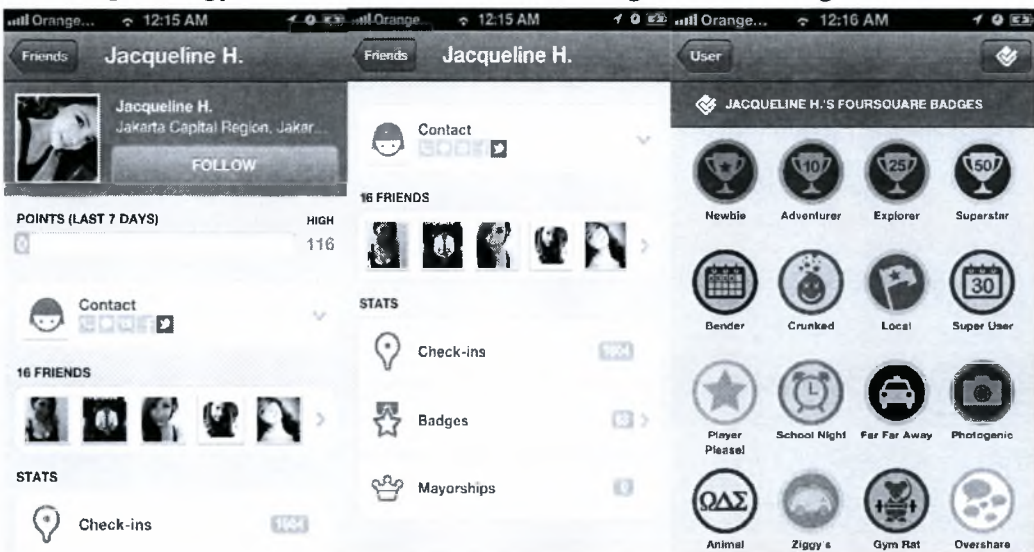 Orange... 12:15 AM
Friends Jacqueline H.
Jacqueline H.
Jakarta Capital Region, Jakar...
FOLLOW
POINTS (LAST 7 DAYS) HIGH
0 116
Contact
16 FRIENDS
STATS
Check-ins 1604
Orange 12:15 AM
Friends Jacqueline H.
Contact
16 FRIENDS
STATS
Check-ins 1604
Badges
Mayorships 0
Orange... 12:16 AM
User
JACQUELINE H.'S FOURSQUARE BADGES
10 25 50
Newbie Adventurer Explorer Superstar
30
Bender Crunked Local Super User
Player School Night Far Far Away Photogenic
Please!
ΩΔΣ
Animal Ziggy's Gym Rat Overshare